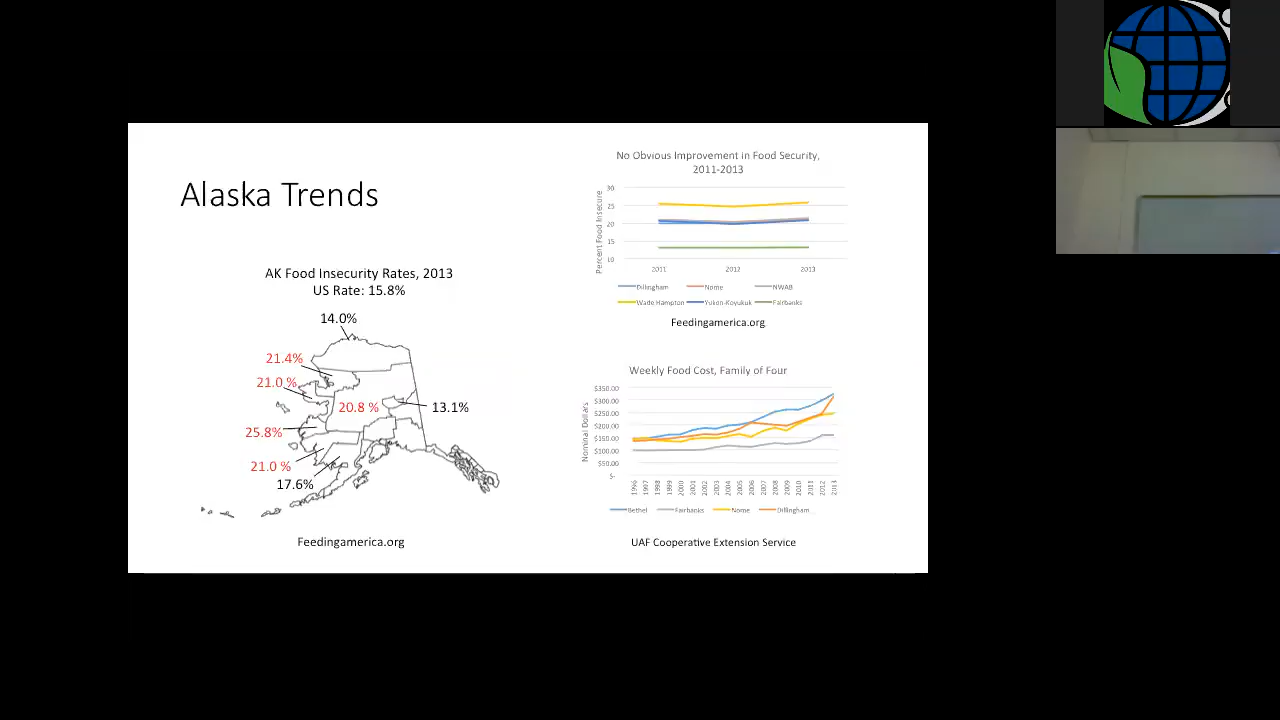 Alaska Trends
AK Food Insecurity Rates, 2013
US Rate: 15.8%
14.0%
21.4%
21.0 %
20.8 %
13.1%
25.8%
21.0 %
17.6%
Feedingamerica.org
No Obvious Improvement in Food Security,
2011-2013
Percent Food Insecure
30
25
20
15
10
2011 2012 2013
Dillingham Nome NWAB
Wade Hampton Yukon-Koyukuk Fairbanks
Feedingamerica.org
Weekly Food Cost, Family of Four
Nominal Dollars
$350.00
$300.00
$250.00
$200.00
$150.00
$100.00
$50.00
$-
1996 1997 1998 1999 2000 2001 2002 2003 2004 2005 2006 2007 2008 2009 2010 2011 2012 2013
Bethel Fairbanks Nome Dillingham
UAF Cooperative Extension Service